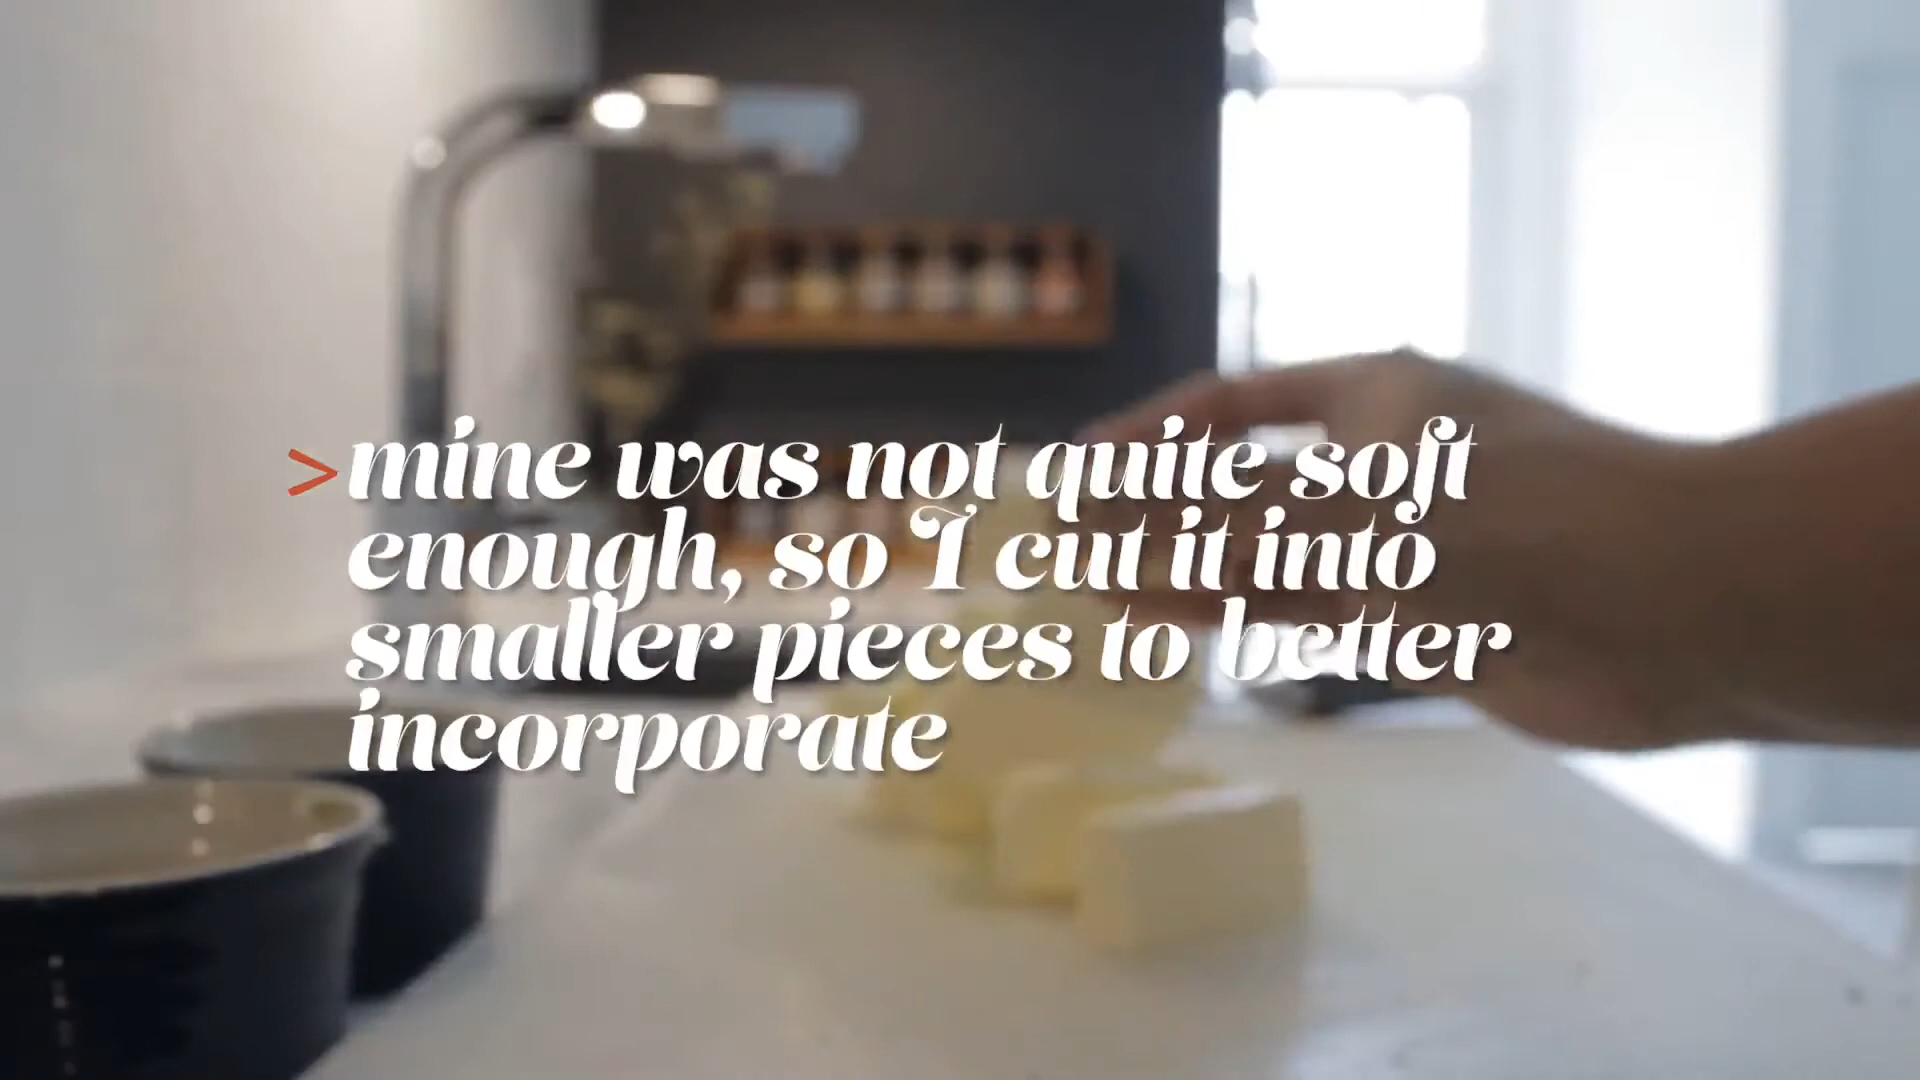 >mine was not quite soft
enough, so I cut it into
smaller pieces to better
incorporate